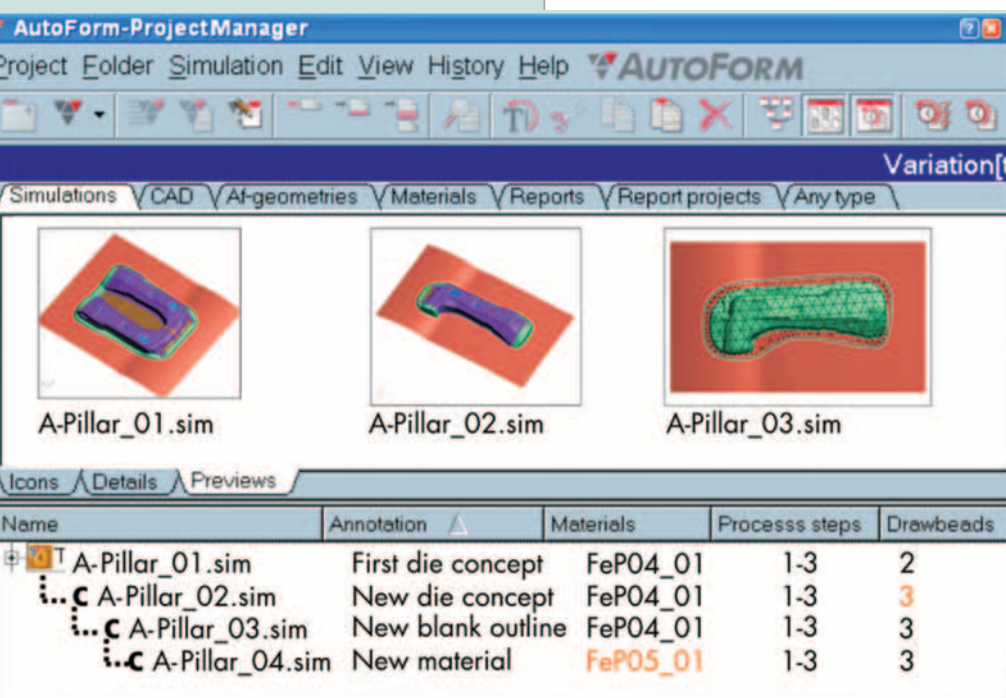 AutoForm-ProjectManager
Project Folder Simulation Edit View History Help AUTOFORM
Variation[t
Simulations CAD Af-geometries Materials Reports Report projects Any type
A-Pillar_01.sim A-Pillar_02.sim A-Pillar_03.sim
Icons Details Previews
Name Annotation Materials Processs steps Drawbeads
T A-Pillar_01.sim First die concept FeP04_01 1-3 2
C A-Pillar_02.sim New die concept FeP04_01 1-3 3
C A-Pillar_03.sim New blank outline FeP04_01 1-3 3
C A-Pillar_04.sim New material FeP05_01 1-3 3